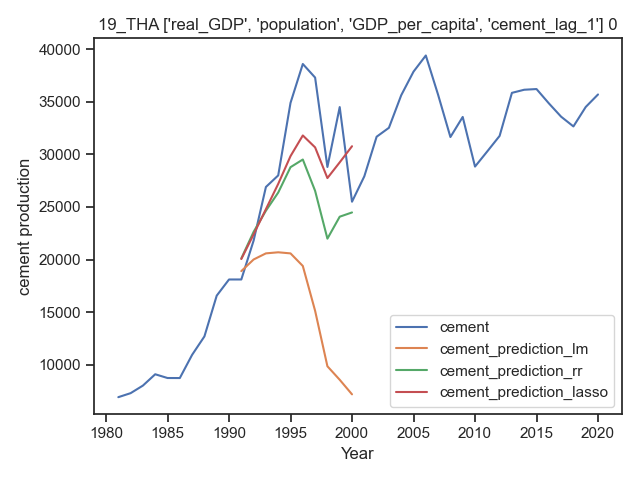 19_THA ['real_GDP', 'population', 'GDP_per_capita', 'cement_lag_1'] 0
40000
35000
30000
25000
20000
15000
10000
cement production
cement
cement_prediction_lm
cement_prediction_rr
cement_prediction_lasso
1980 1985 1990 1995 2000 2005 2010 2015 2020
Year